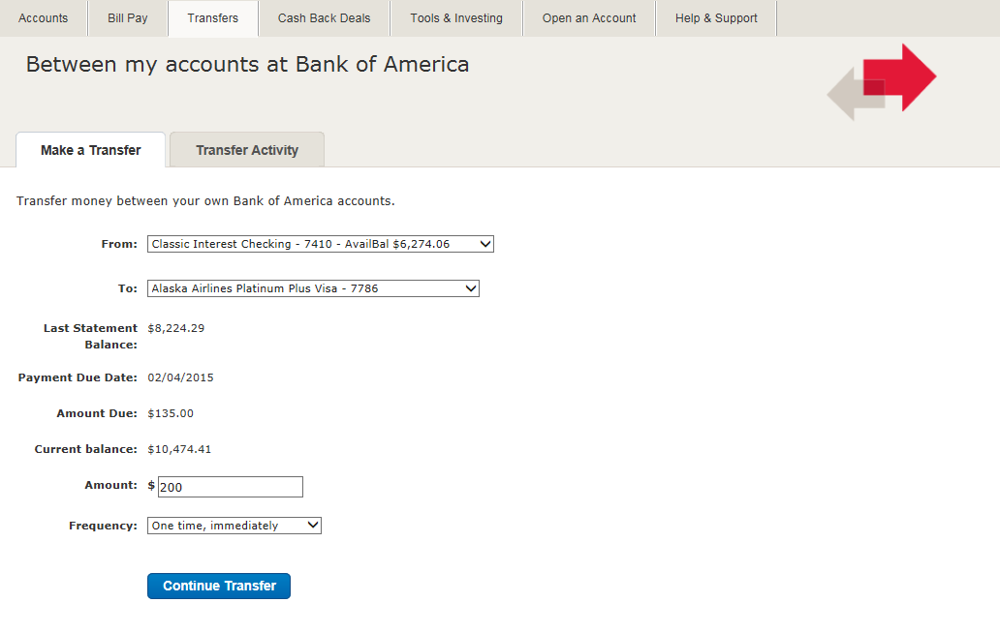 Accounts Bill Pay Transfers Cash Back Deals Tools & Investing Open an Account Help & Support
Between my accounts at Bank of America
Make a Transfer Transfer Activity
Transfer money between your own Bank of America accounts.
From: Classic Interest Checking - 7410 - AvailBal $6,274.06
To: Alaska Airlines Platinum Plus Visa - 7786
Last Statement $8,224.29
Balance:
Payment Due Date: 02/04/2015
Amount Due: $135.00
Current balance: $10,474.41
Amount: $ 200
Frequency: One time, immediately
Continue Transfer